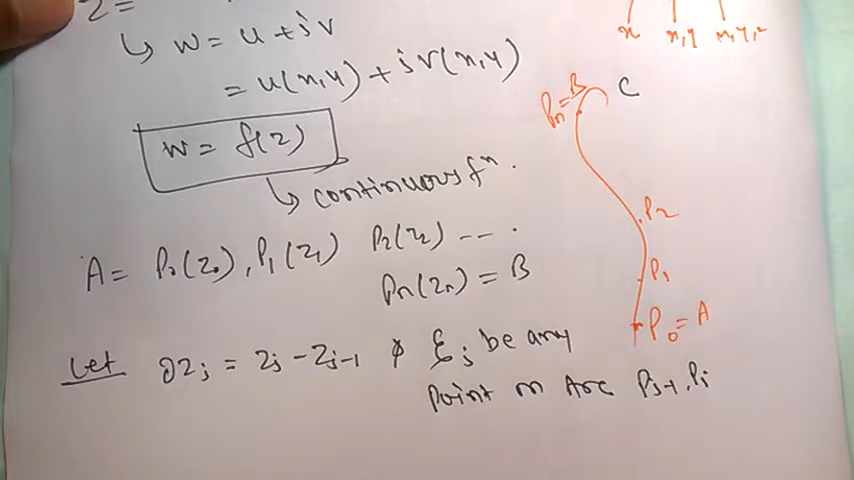 z =
↳ w = u + iv
= u(x,y) + iv(x,y)
x x,y x,y,z
w = f(z)
↳ continuous fⁿ.
Pn = B C
P2
P1
P0 = A
A = P0(z0), P1(z1) P2(z2) --- .
Pn(zn) = B
Let ∂zj = zj - zj-1 & ξj be any
point on Arc Pj-1, Pj